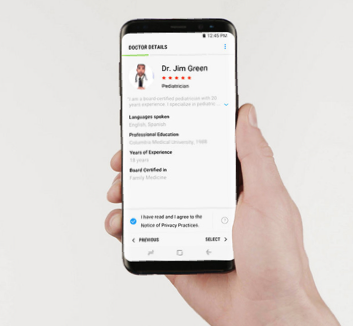 12:45 PM
DOCTOR DETAILS
Dr. Jim Green
Pediatrician
I am a board-certified pediatrician with 20
years experience. I specialize in pediatric...
Languages spoken
English, Spanish
Professional Education
Columbia Medical University, 1988
Years of Experience
18 years
Board Certified in
Family Medicine
I have read and I agree to the
Notice of Privacy Practices.
PREVIOUS
SELECT